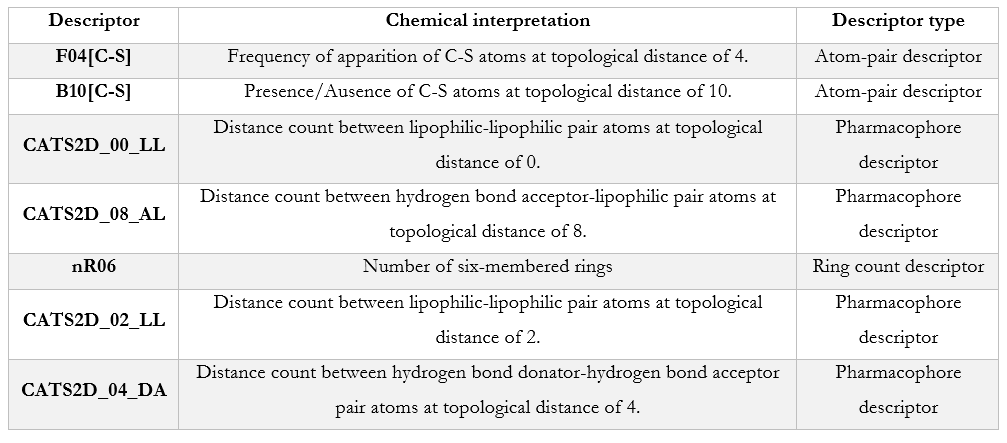 Descriptor Chemical interpretation Descriptor type
F04[C-S] Frequency of apparition of C-S atoms at topological distance of 4. Atom-pair descriptor
B10[C-S] Presence/Ausence of C-S atoms at topological distance of 10. Atom-pair descriptor
CATS2D_00_LL Distance count between lipophilic-lipophilic pair atoms at topological Pharmacophore
distance of 0. descriptor
CATS2D_08_AL Distance count between hydrogen bond acceptor-lipophilic pair atoms at Pharmacophore
topological distance of 8. descriptor
nR06 Number of six-membered rings Ring count descriptor
CATS2D_02_LL Distance count between lipophilic-lipophilic pair atoms at topological Pharmacophore
distance of 2. descriptor
CATS2D_04_DA Distance count between hydrogen bond donator-hydrogen bond acceptor Pharmacophore
pair atoms at topological distance of 4. descriptor